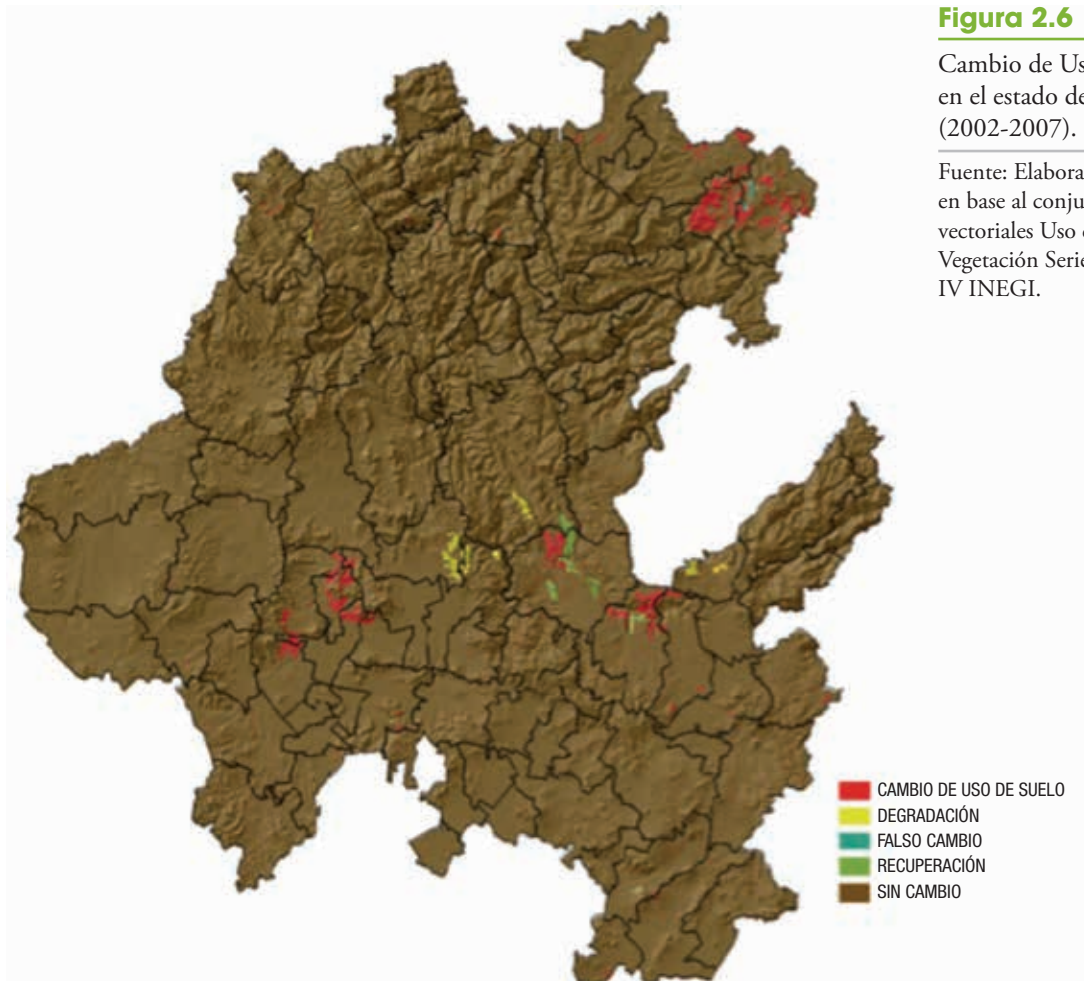 Figura 2.6
Cambio de Us
en el estado de
(2002-2007).
Fuente: Elabora
en base al conju
vectoriales Uso
Vegetación Serie
IV INEGI.
CAMBIO DE USO DE SUELO
DEGRADACIÓN
FALSO CAMBIO
RECUPERACIÓN
SIN CAMBIO